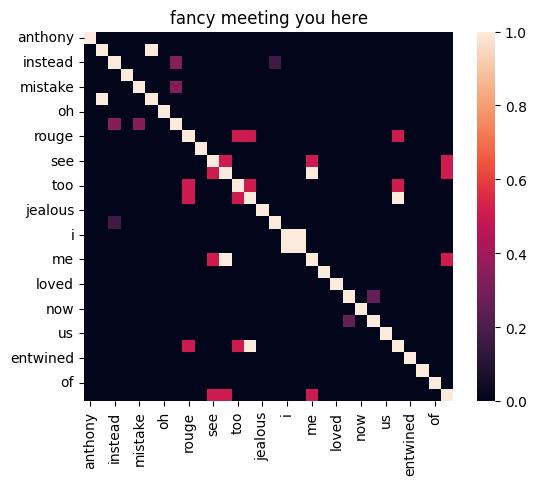 fancy meeting you here
anthony
instead
mistake
oh
rouge
see
too
jealous
i
me
loved
now
us
entwined
of
1.0
0.8
0.6
0.4
0.2
0.0
anthony
instead
mistake
oh
rouge
see
too
jealous
i
me
loved
now
us
entwined
of